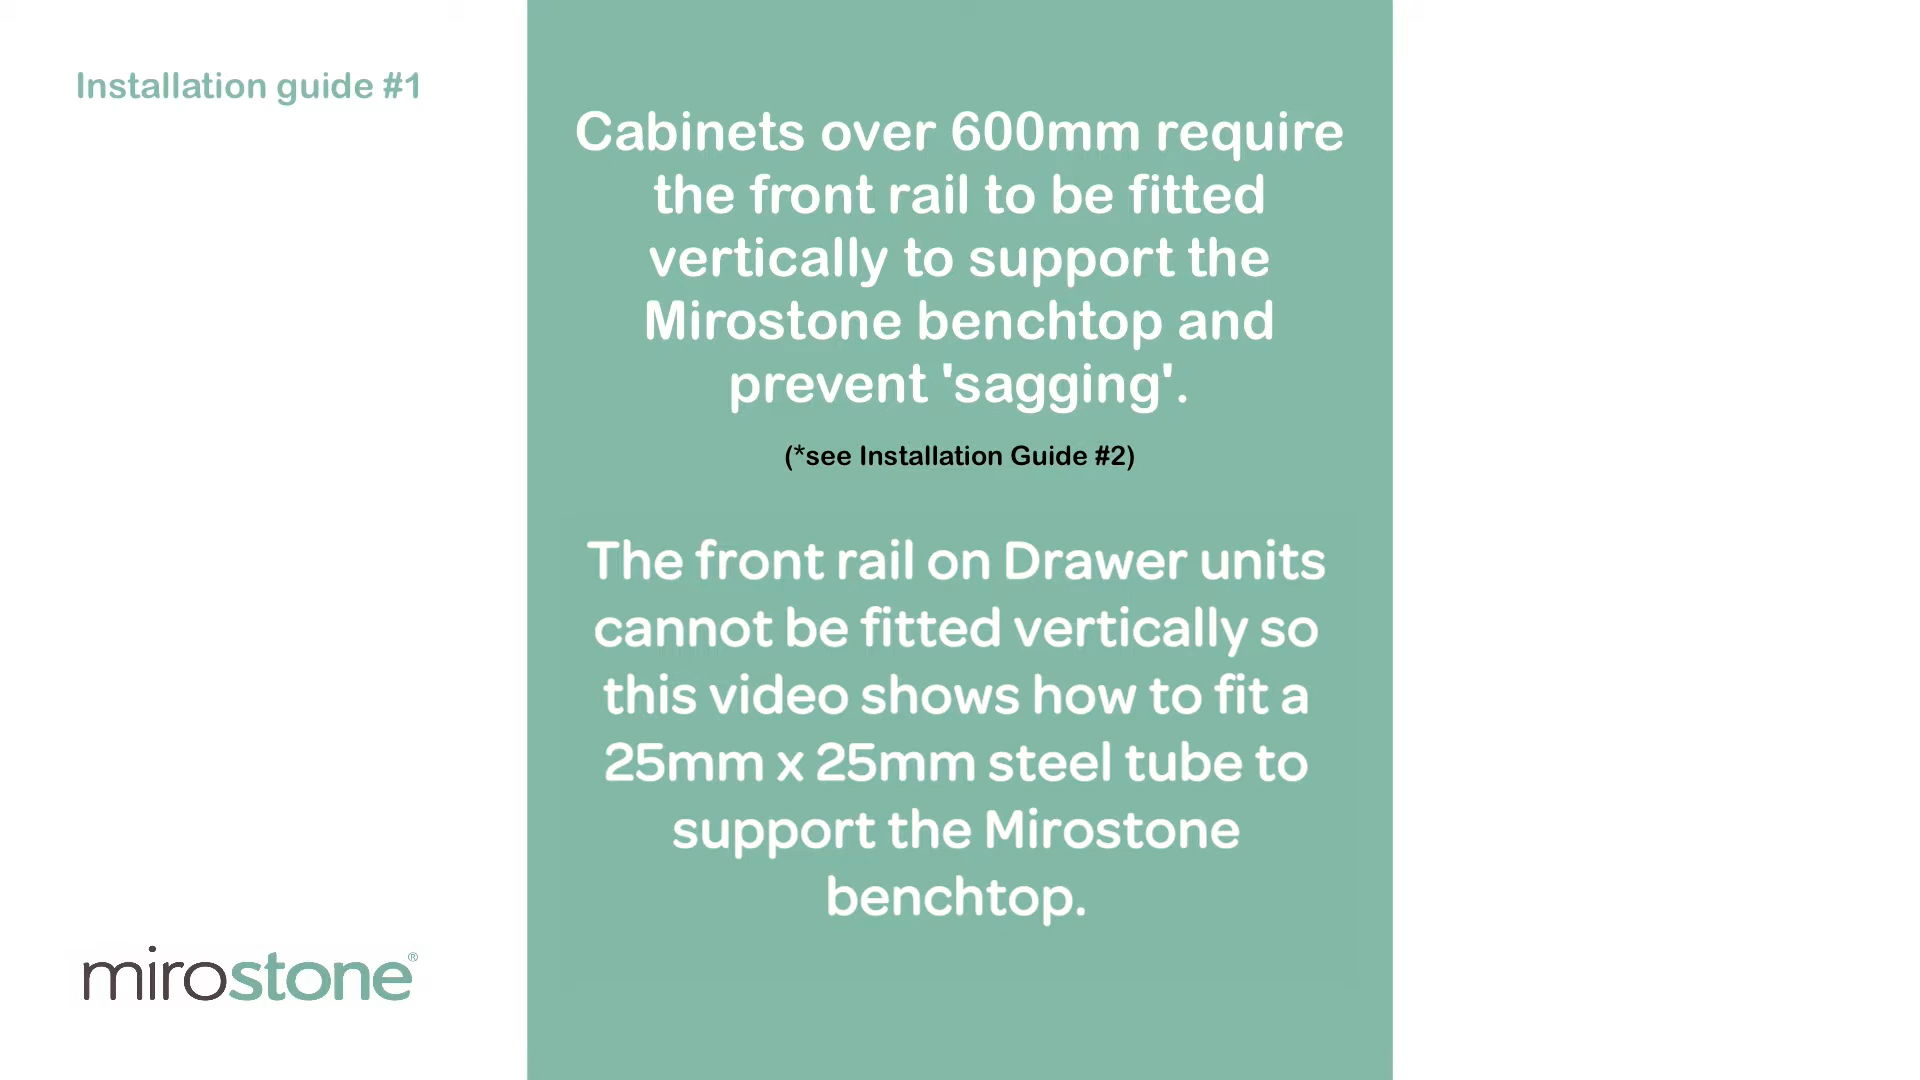 Installation guide #1
Cabinets over 600mm require
the front rail to be fitted
vertically to support the
Mirostone benchtop and
prevent 'sagging'.
(*see Installation Guide #2)
The front rail on Drawer units
cannot be fitted vertically so
this video shows how to fit a
25mm x 25mm steel tube to
support the Mirostone
benchtop.
mirostone®